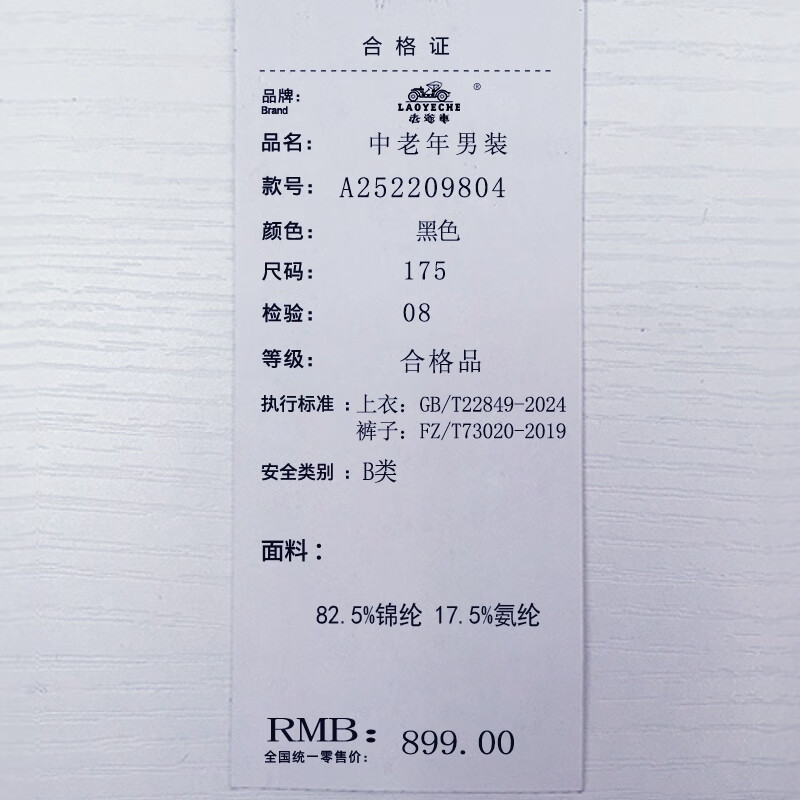 合格证
品牌：
Brand
®
LAOYECHE
老爺車
品名： 中老年男装
款号： A252209804
颜色： 黑色
尺码： 175
检验： 08
等级： 合格品
执行标准：上衣：GB/T22849-2024
裤子：FZ/T73020-2019
安全类别：B类
面料：
82.5%锦纶 17.5%氨纶
RMB： 899.00
全国统一零售价：